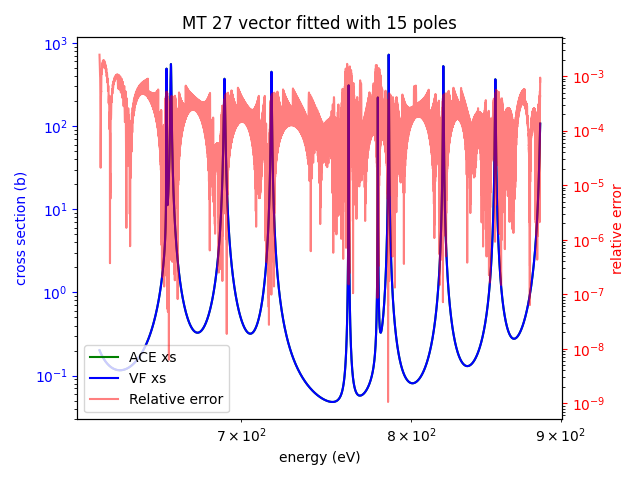 MT 27 vector fitted with 15 poles
10³
10²
10¹
10⁰
10⁻¹
cross section (b)
10⁻³
10⁻⁴
10⁻⁵
10⁻⁶
10⁻⁷
10⁻⁸
10⁻⁹
relative error
ACE xs
VF xs
Relative error
7 × 10² 8 × 10² 9 × 10²
energy (eV)